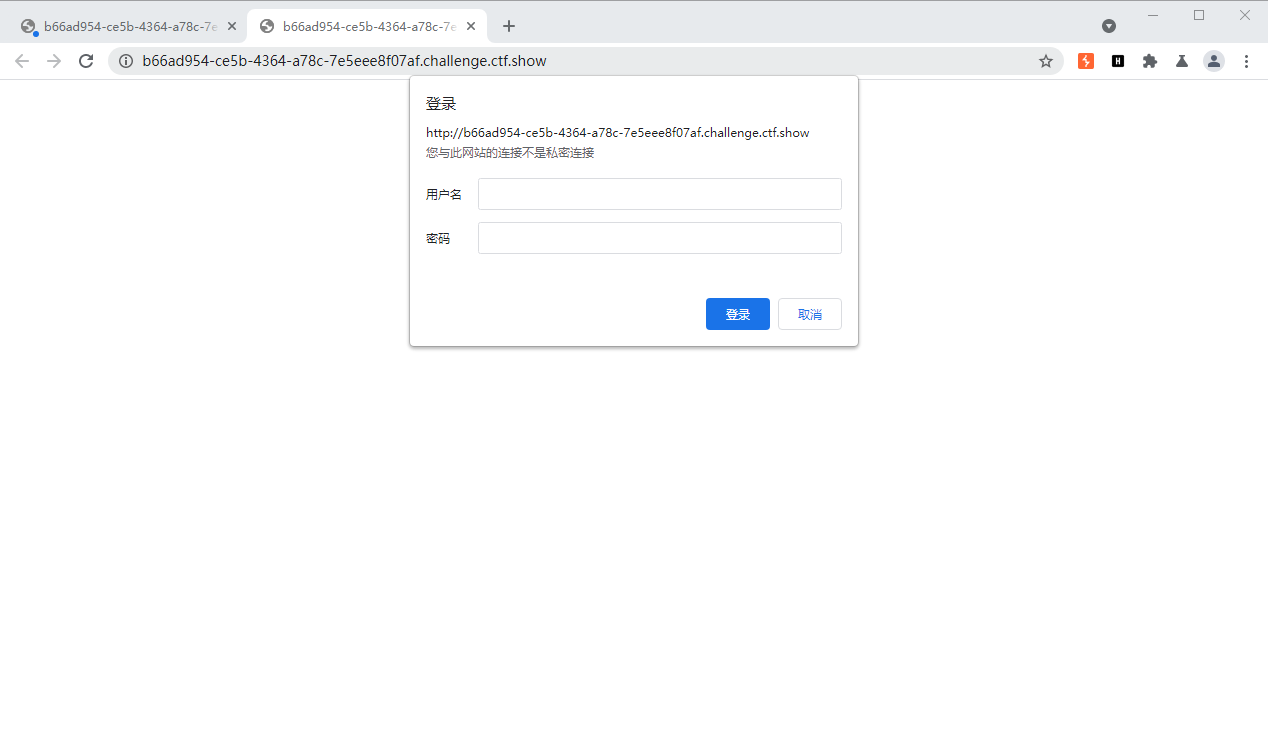 b66ad954-ce5b-4364-a78c-7e
b66ad954-ce5b-4364-a78c-7e
b66ad954-ce5b-4364-a78c-7e5eee8f07af.challenge.ctf.show
登录
http://b66ad954-ce5b-4364-a78c-7e5eee8f07af.challenge.ctf.show
您与此网站的连接不是私密连接
用户名
密码
登录 取消